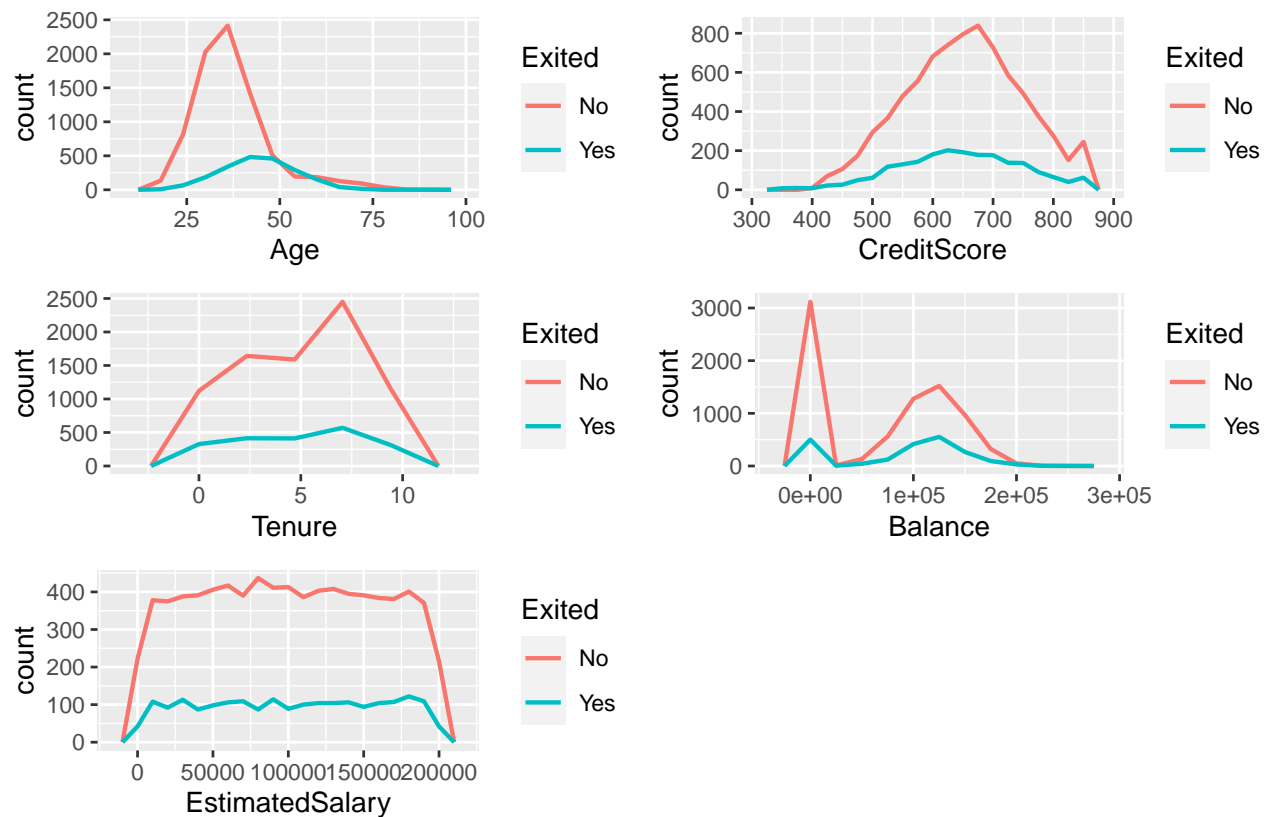 2500
2000
1500
1000
500
0
count
25 50 75 100
Age
Exited
No
Yes
800
600
400
200
0
count
300 400 500 600 700 800 900
CreditScore
Exited
No
Yes
2500
2000
1500
1000
500
0
count
0 5 10
Tenure
Exited
No
Yes
3000
2000
1000
0
count
0e+00 1e+05 2e+05 3e+05
Balance
Exited
No
Yes
400
300
200
100
0
count
0 50000 100000 150000 200000
EstimatedSalary
Exited
No
Yes